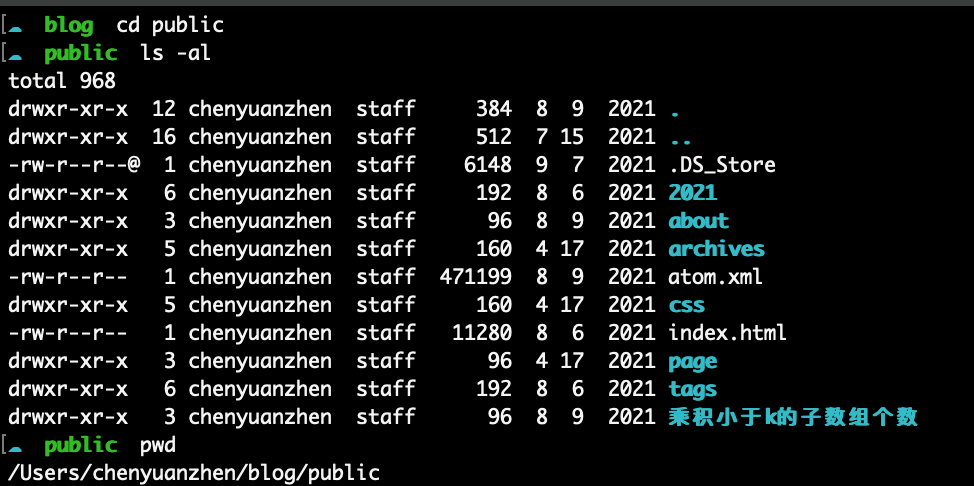 blog cd public
public ls -al
total 968
drwxr-xr-x 12 chenyuanzhen staff 384 8 9 2021 .
drwxr-xr-x 16 chenyuanzhen staff 512 7 15 2021 ..
-rw-r--r--@ 1 chenyuanzhen staff 6148 9 7 2021 .DS_Store
drwxr-xr-x 6 chenyuanzhen staff 192 8 6 2021 2021
drwxr-xr-x 3 chenyuanzhen staff 96 8 9 2021 about
drwxr-xr-x 5 chenyuanzhen staff 160 4 17 2021 archives
-rw-r--r-- 1 chenyuanzhen staff 471199 8 9 2021 atom.xml
drwxr-xr-x 5 chenyuanzhen staff 160 4 17 2021 css
-rw-r--r-- 1 chenyuanzhen staff 11280 8 6 2021 index.html
drwxr-xr-x 3 chenyuanzhen staff 96 4 17 2021 page
drwxr-xr-x 6 chenyuanzhen staff 192 8 6 2021 tags
drwxr-xr-x 3 chenyuanzhen staff 96 8 9 2021 乘积小于k的子数组个数
public pwd
/Users/chenyuanzhen/blog/public